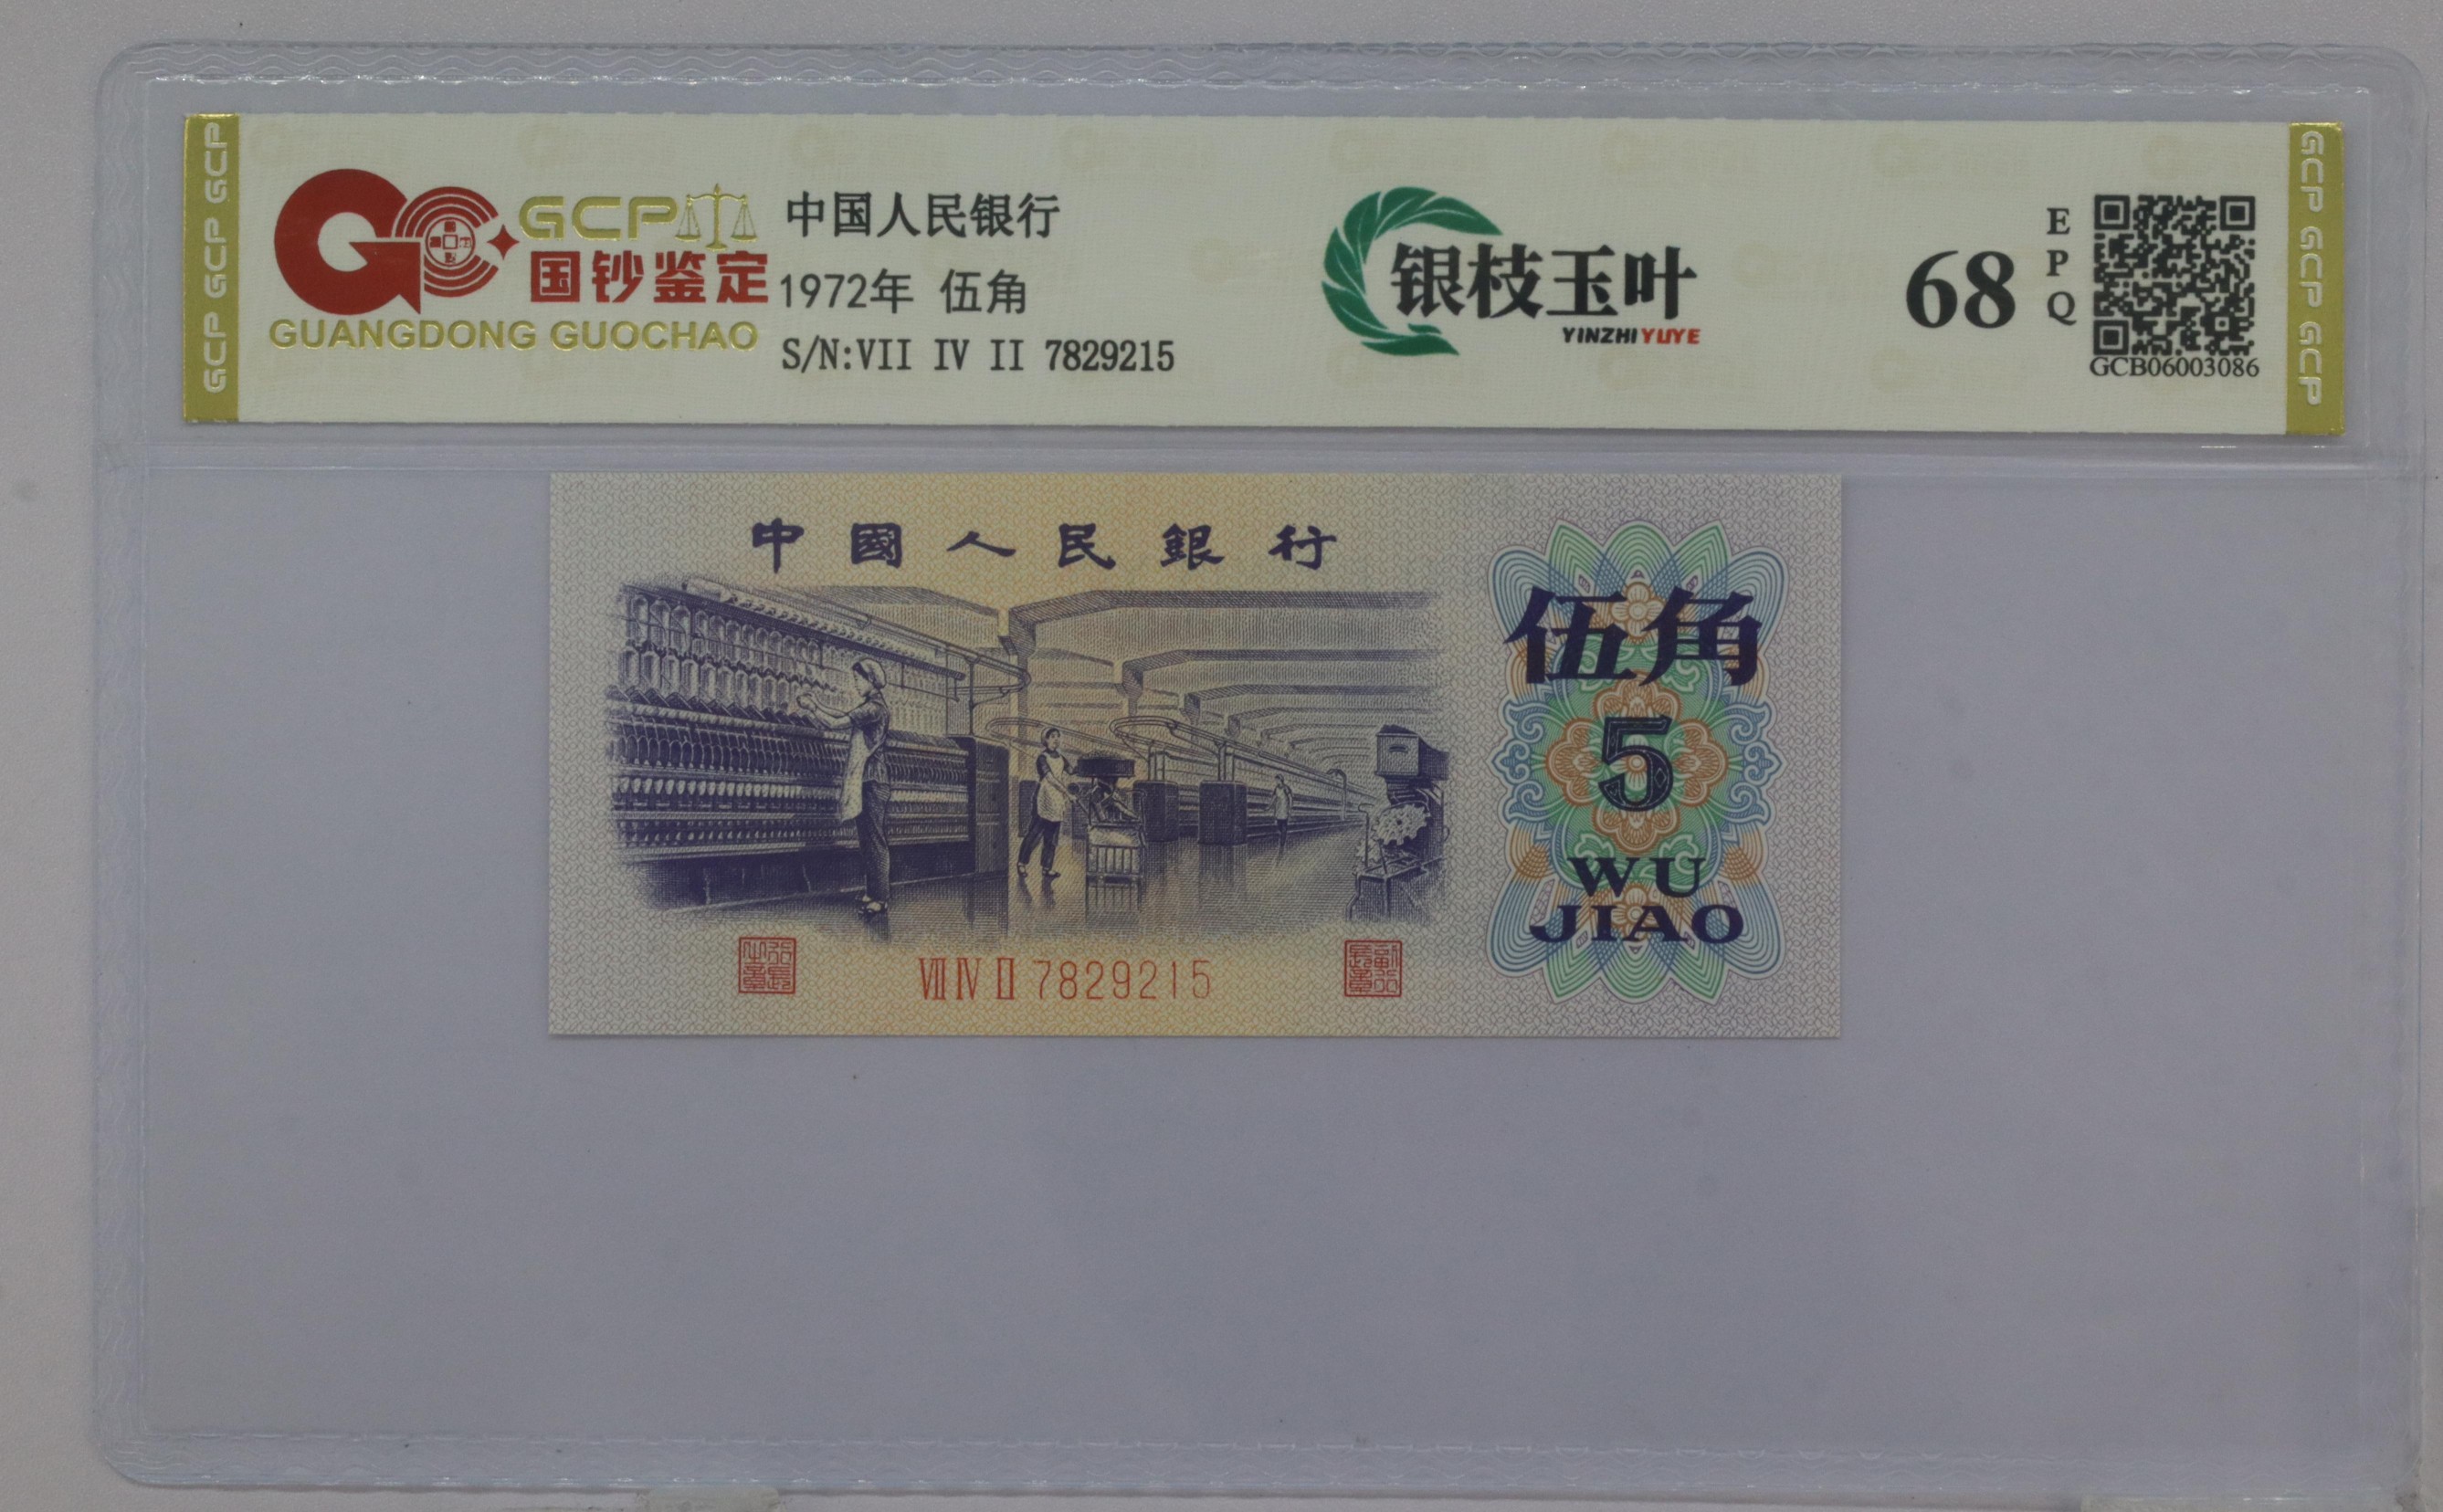 GCP GCP GCP
GCP
国钞鉴定
GUANGDONG GUOCHAO
中国人民银行
1972年 伍角
S/N:VII IV II 7829215
银枝玉叶
YINZHIYUYE
68
EPQ
GCB06003086
GCP GCP GCP
中國人民銀行
伍角
5
WU
JIAO
VII IV II 7829215